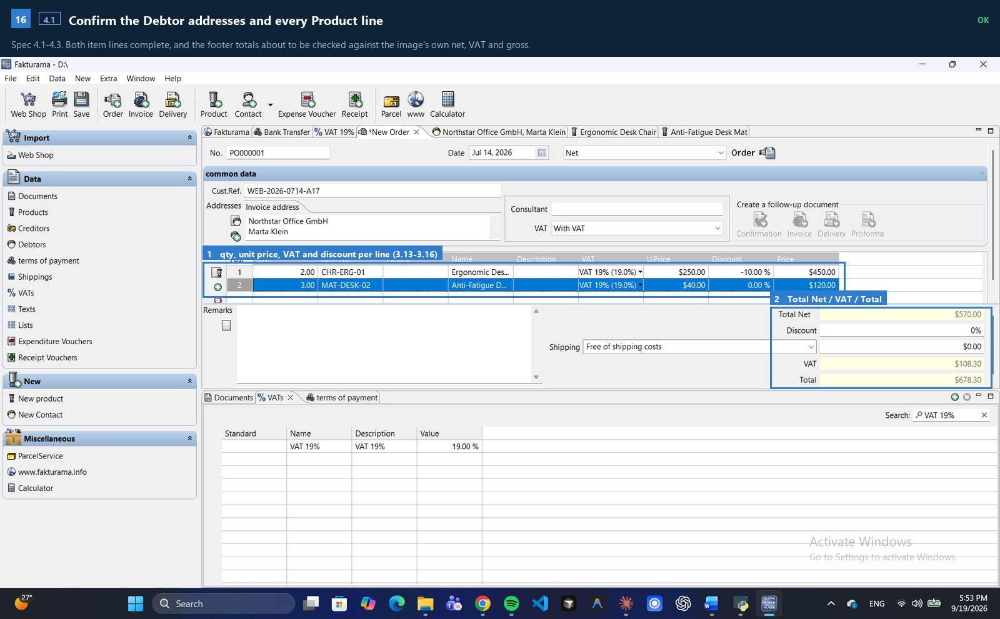 16 4.1 Confirm the Debtor addresses and every Product line OK
Spec 4.1-4.3. Both item lines complete, and the footer totals about to be checked against the image's own net, VAT and gross.
Fakturama - D:\
File Edit Data New Extra Window Help
Web Shop Print Save Order Invoice Delivery Product Contact Expense Voucher Receipt Parcel www Calculator
Import
Web Shop
Data
Documents
Products
Creditors
Debtors
terms of payment
Shippings
VATs
Texts
Lists
Expenditure Vouchers
Receipt Vouchers
New
New product
New Contact
Miscellaneous
ParcelService
www.fakturama.info
Calculator
Fakturama Bank Transfer VAT 19% *New Order Northstar Office GmbH, Marta Klein Ergonomic Desk Chair Anti-Fatigue Desk Mat
No. PO000001 Date Jul 14, 2026 Net Order
common data
Cust.Ref. WEB-2026-0714-A17
Addresses Invoice address
Northstar Office GmbH
Marta Klein
Consultant
VAT With VAT
Create a follow-up document
Confirmation Invoice Delivery Proforma
1 qty, unit price, VAT and discount per line (3.13-3.16)
Name Description VAT U.Price Discount Price
1 2.00 CHR-ERG-01 Ergonomic Des... VAT 19% (19.0%) $250.00 -10.00 % $450.00
2 3.00 MAT-DESK-02 Anti-Fatigue D... VAT 19% (19.0%) $40.00 0.00 % $120.00
2 Total Net / VAT / Total
Remarks
Total Net $570.00
Discount 0%
Shipping Free of shipping costs $0.00
VAT $108.30
Total $678.30
Documents VATs terms of payment
Search: VAT 19%
Standard Name Description Value
VAT 19% VAT 19% 19.00 %
Activate Windows
Go to Settings to activate Windows.
27°
Search
ENG
5:53 PM
9/19/2026